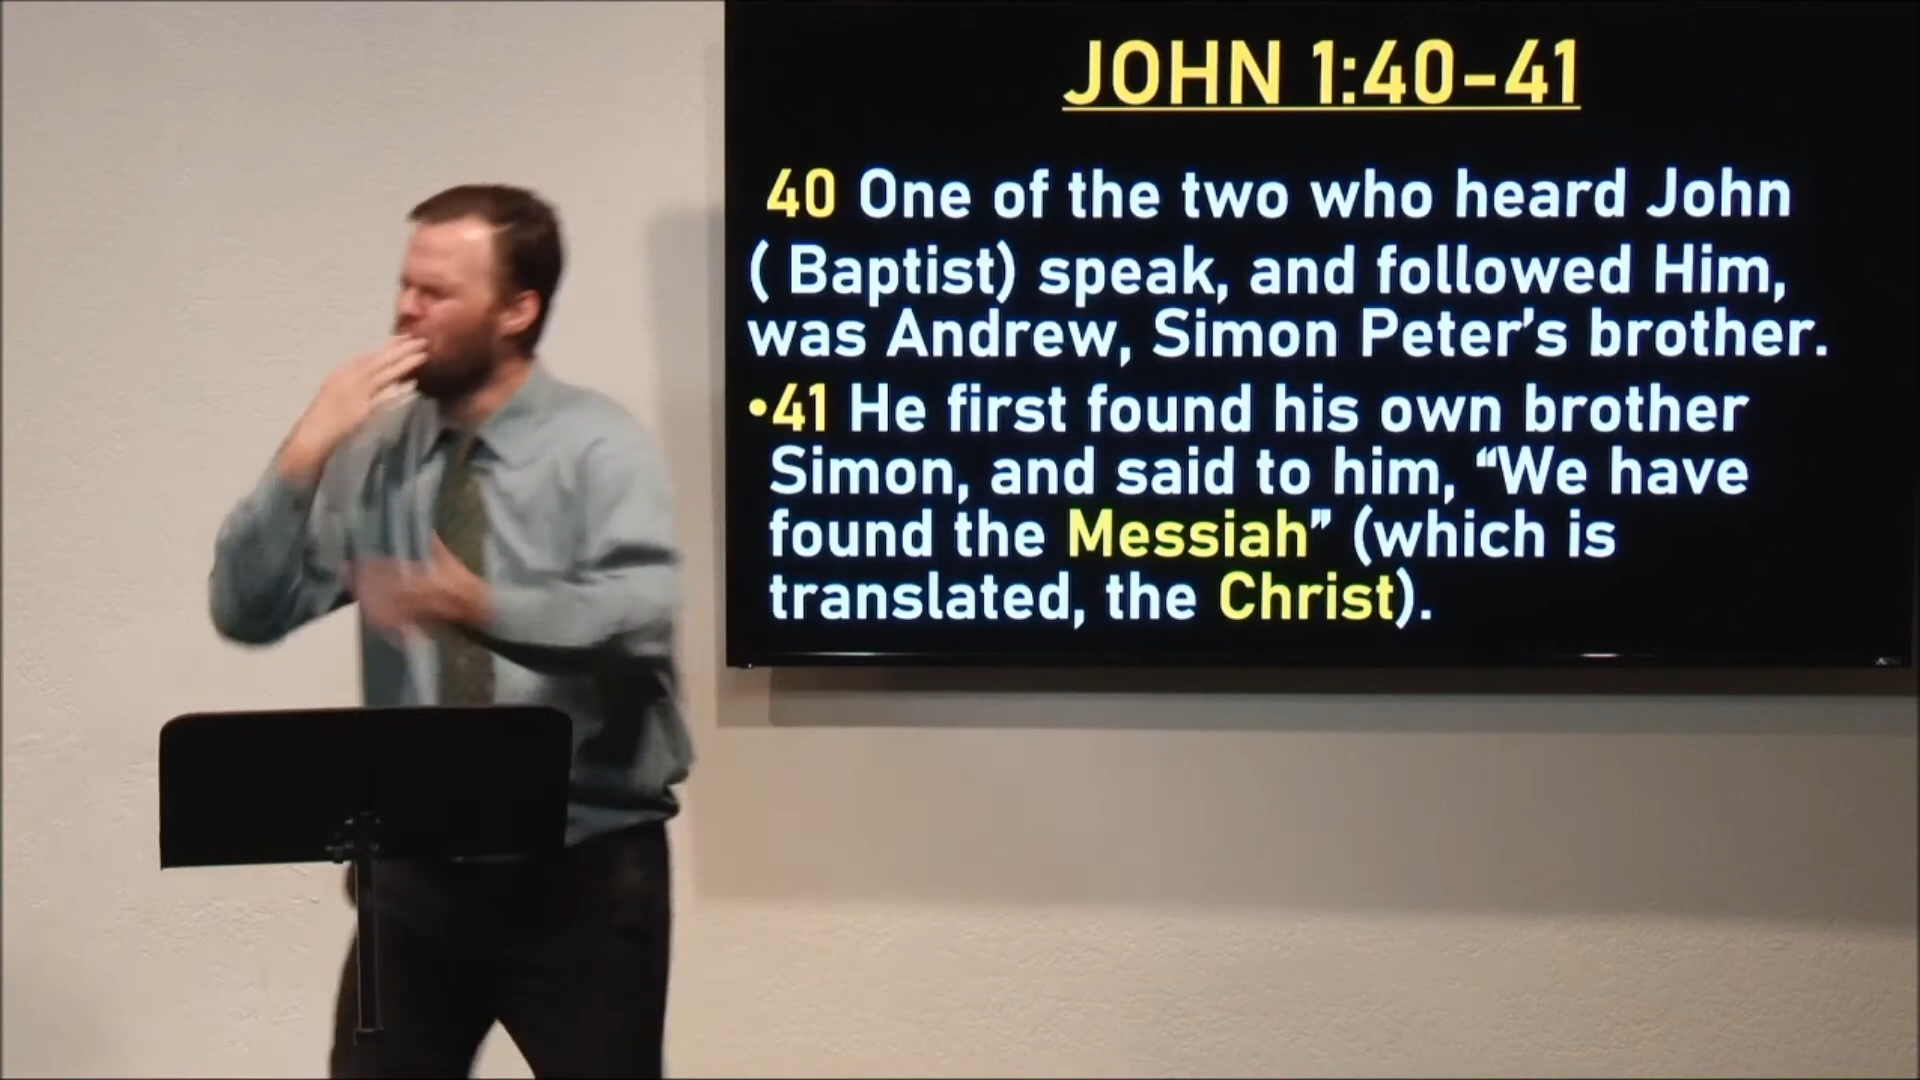 JOHN 1:40-41
40 One of the two who heard John
( Baptist) speak, and followed Him,
was Andrew, Simon Peter’s brother.
•41 He first found his own brother
Simon, and said to him, “We have
found the Messiah” (which is
translated, the Christ).